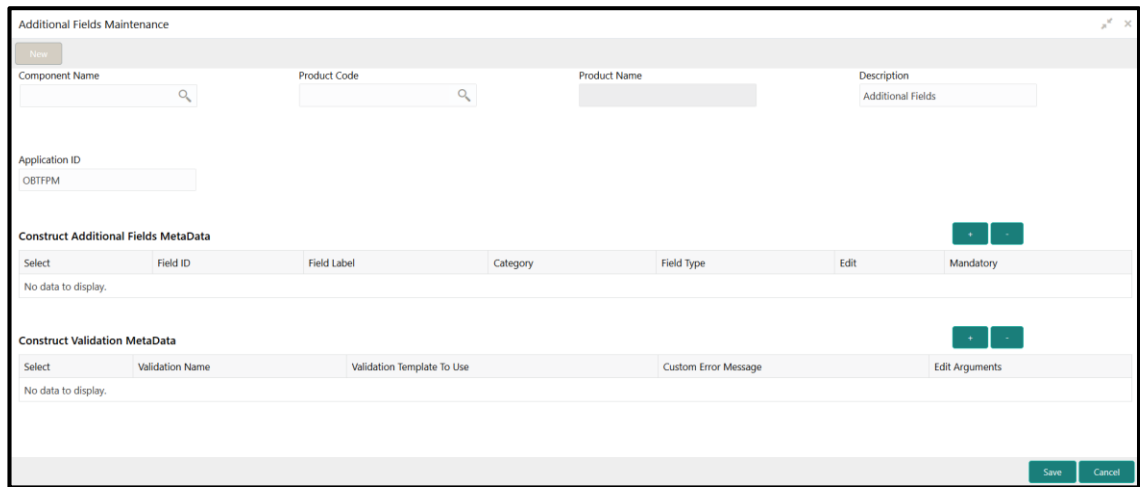 Additional Fields Maintenance
New
Component Name Product Code Product Name Description
Additional Fields
Application ID
OBTFPM
Construct Additional Fields MetaData + -
Select Field ID Field Label Category Field Type Edit Mandatory
No data to display.
Construct Validation MetaData + -
Select Validation Name Validation Template To Use Custom Error Message Edit Arguments
No data to display.
Save Cancel